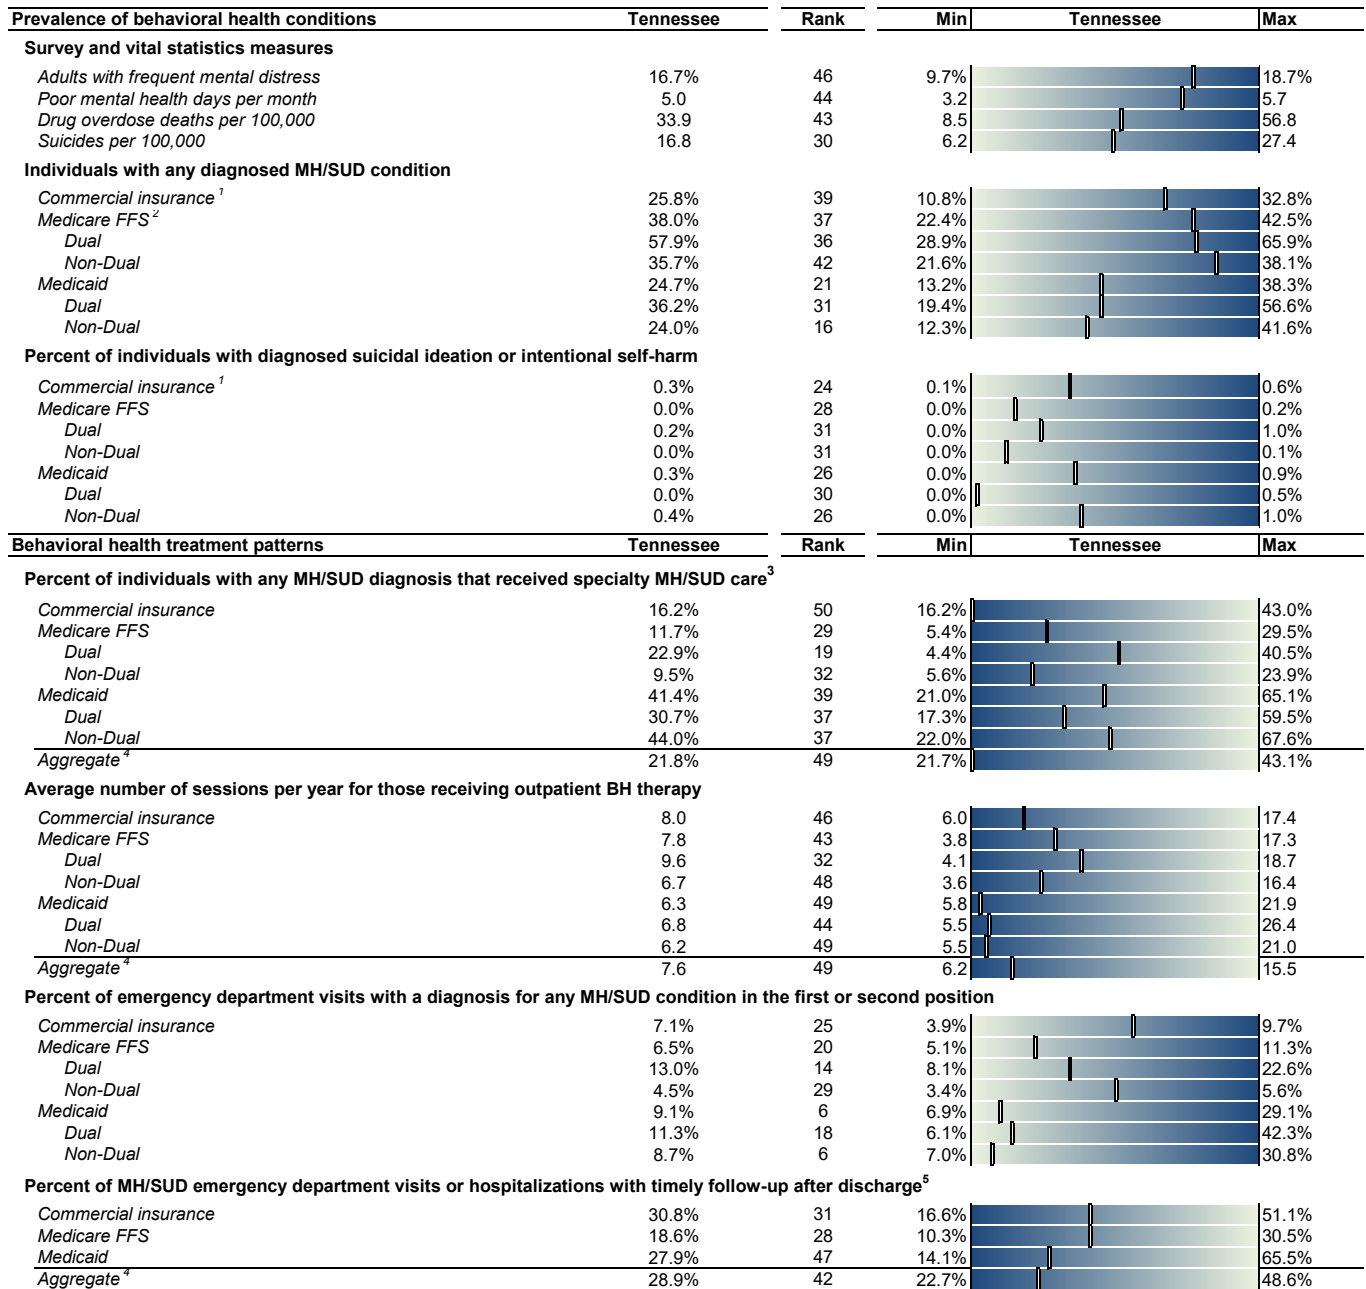 Prevalence of behavioral health conditions Tennessee Rank Min Tennessee Max
Survey and vital statistics measures
Adults with frequent mental distress 16.7% 46 9.7% 18.7%
Poor mental health days per month 5.0 44 3.2 5.7
Drug overdose deaths per 100,000 33.9 43 8.5 56.8
Suicides per 100,000 16.8 30 6.2 27.4
Individuals with any diagnosed MH/SUD condition
Commercial insurance 1 25.8% 39 10.8% 32.8%
Medicare FFS 2 38.0% 37 22.4% 42.5%
Dual 57.9% 36 28.9% 65.9%
Non-Dual 35.7% 42 21.6% 38.1%
Medicaid 24.7% 21 13.2% 38.3%
Dual 36.2% 31 19.4% 56.6%
Non-Dual 24.0% 16 12.3% 41.6%
Percent of individuals with diagnosed suicidal ideation or intentional self-harm
Commercial insurance 1 0.3% 24 0.1% 0.6%
Medicare FFS 0.0% 28 0.0% 0.2%
Dual 0.2% 31 0.0% 1.0%
Non-Dual 0.0% 31 0.0% 0.1%
Medicaid 0.3% 26 0.0% 0.9%
Dual 0.0% 30 0.0% 0.5%
Non-Dual 0.4% 26 0.0% 1.0%
Behavioral health treatment patterns Tennessee Rank Min Tennessee Max
Percent of individuals with any MH/SUD diagnosis that received specialty MH/SUD care3
Commercial insurance 16.2% 50 16.2% 43.0%
Medicare FFS 11.7% 29 5.4% 29.5%
Dual 22.9% 19 4.4% 40.5%
Non-Dual 9.5% 32 5.6% 23.9%
Medicaid 41.4% 39 21.0% 65.1%
Dual 30.7% 37 17.3% 59.5%
Non-Dual 44.0% 37 22.0% 67.6%
Aggregate 4 21.8% 49 21.7% 43.1%
Average number of sessions per year for those receiving outpatient BH therapy
Commercial insurance 8.0 46 6.0 17.4
Medicare FFS 7.8 43 3.8 17.3
Dual 9.6 32 4.1 18.7
Non-Dual 6.7 48 3.6 16.4
Medicaid 6.3 49 5.8 21.9
Dual 6.8 44 5.5 26.4
Non-Dual 6.2 49 5.5 21.0
Aggregate 4 7.6 49 6.2 15.5
Percent of emergency department visits with a diagnosis for any MH/SUD condition in the first or second position
Commercial insurance 7.1% 25 3.9% 9.7%
Medicare FFS 6.5% 20 5.1% 11.3%
Dual 13.0% 14 8.1% 22.6%
Non-Dual 4.5% 29 3.4% 5.6%
Medicaid 9.1% 6 6.9% 29.1%
Dual 11.3% 18 6.1% 42.3%
Non-Dual 8.7% 6 7.0% 30.8%
Percent of MH/SUD emergency department visits or hospitalizations with timely follow-up after discharge5
Commercial insurance 30.8% 31 16.6% 51.1%
Medicare FFS 18.6% 28 10.3% 30.5%
Medicaid 27.9% 47 14.1% 65.5%
Aggregate 4 28.9% 42 22.7% 48.6%